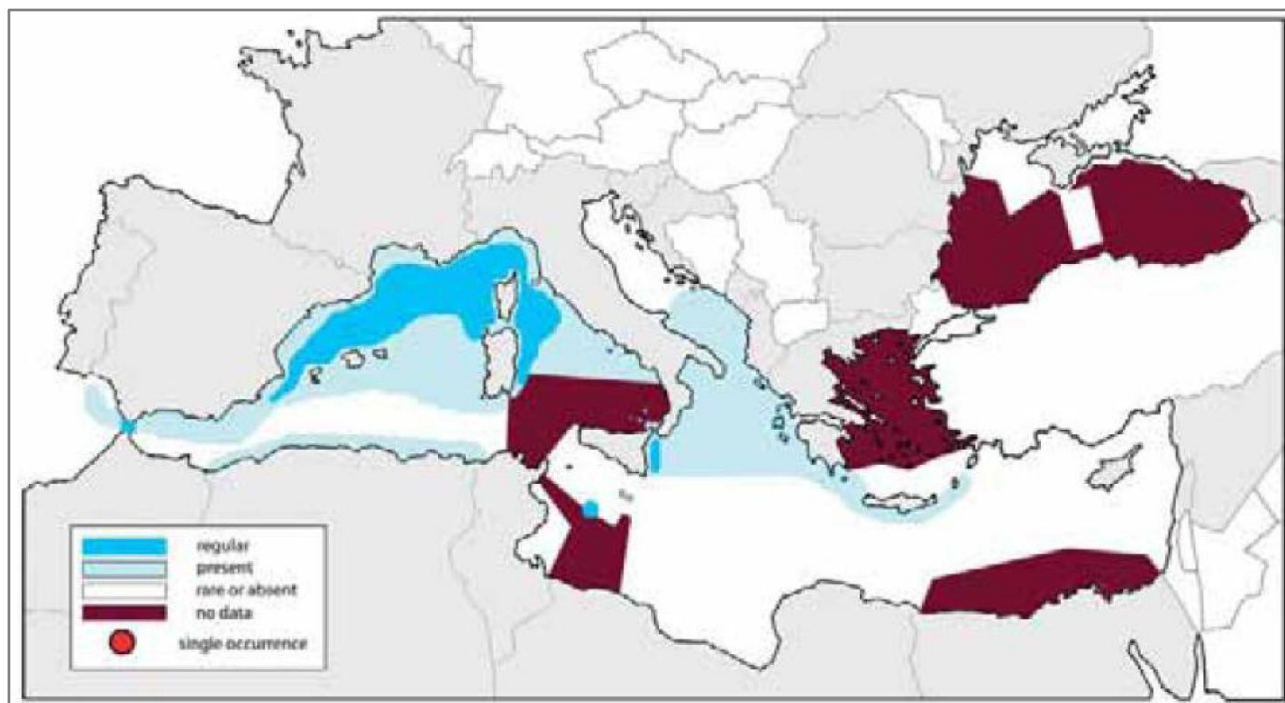 regular
present
rare or absent
no data
single occurrence